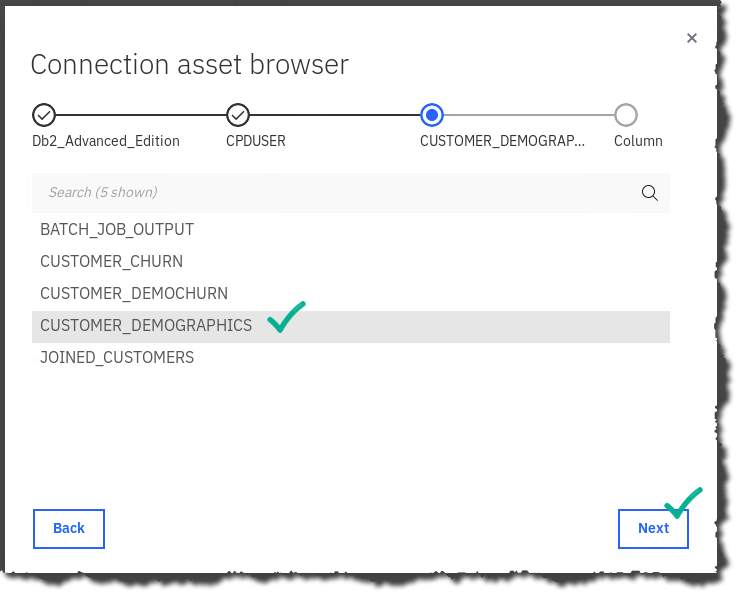 ×
Connection asset browser
Db2_Advanced_Edition CPDUSER CUSTOMER_DEMOGRAP... Column
Search (5 shown)
BATCH_JOB_OUTPUT
CUSTOMER_CHURN
CUSTOMER_DEMOCHURN
CUSTOMER_DEMOGRAPHICS
JOINED_CUSTOMERS
Back Next